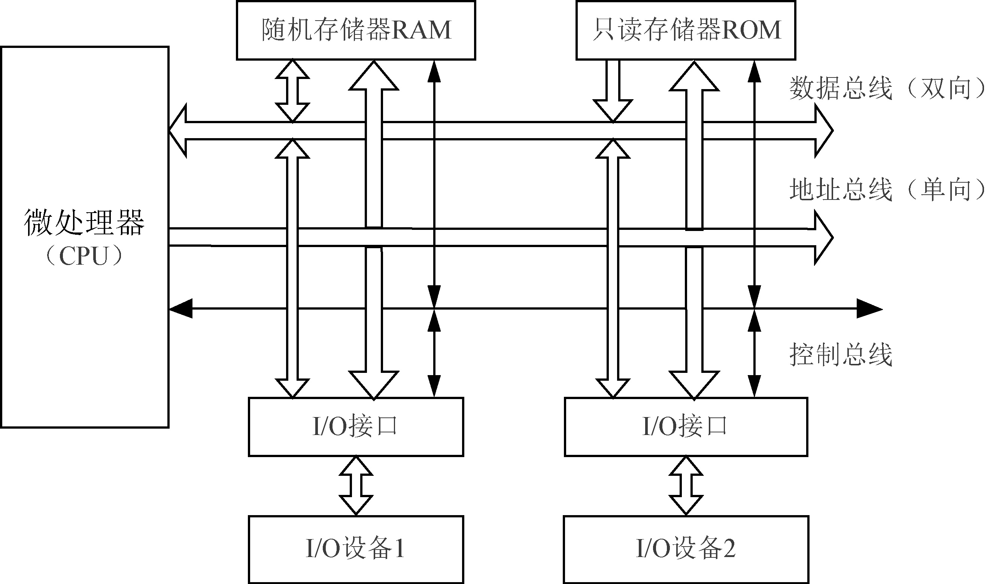 随机存储器RAM
只读存储器ROM
数据总线（双向）
地址总线（单向）
微处理器
（CPU）
控制总线
I/O接口
I/O接口
I/O设备1
I/O设备2